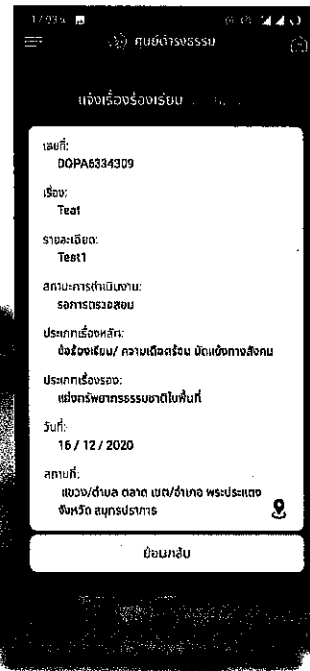 ศูนย์ดำรงธรรม
แจ้งเรื่องร้องเรียน
เลขที่:
DOPA6334309
เรื่อง:
Test
รายละเอียด:
Test1
สถานะการดำเนินงาน:
รอการตรวจสอบ
ประเภทเรื่องหลัก:
ข้อร้องเรียน/ ความเดือดร้อน ขัดแย้งทางสังคม
ประเภทเรื่องรอง:
แย่งทรัพยากรธรรมชาติในพื้นที่
วันที่:
16 / 12 / 2020
สถานที่:
แขวง/ตำบล ตลาด เขต/อำเภอ พระประแดง
จังหวัด สมุทรปราการ
ย้อนกลับ